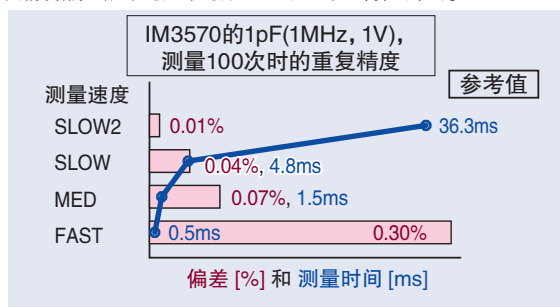 IM3570的1pF(1MHz，1V)，
测量100次时的重复精度
参考值
测量速度
SLOW2 0.01% 36.3ms
SLOW 0.04%, 4.8ms
MED 0.07%, 1.5ms
FAST 0.5ms 0.30%
偏差 [%] 和 测量时间 [ms]